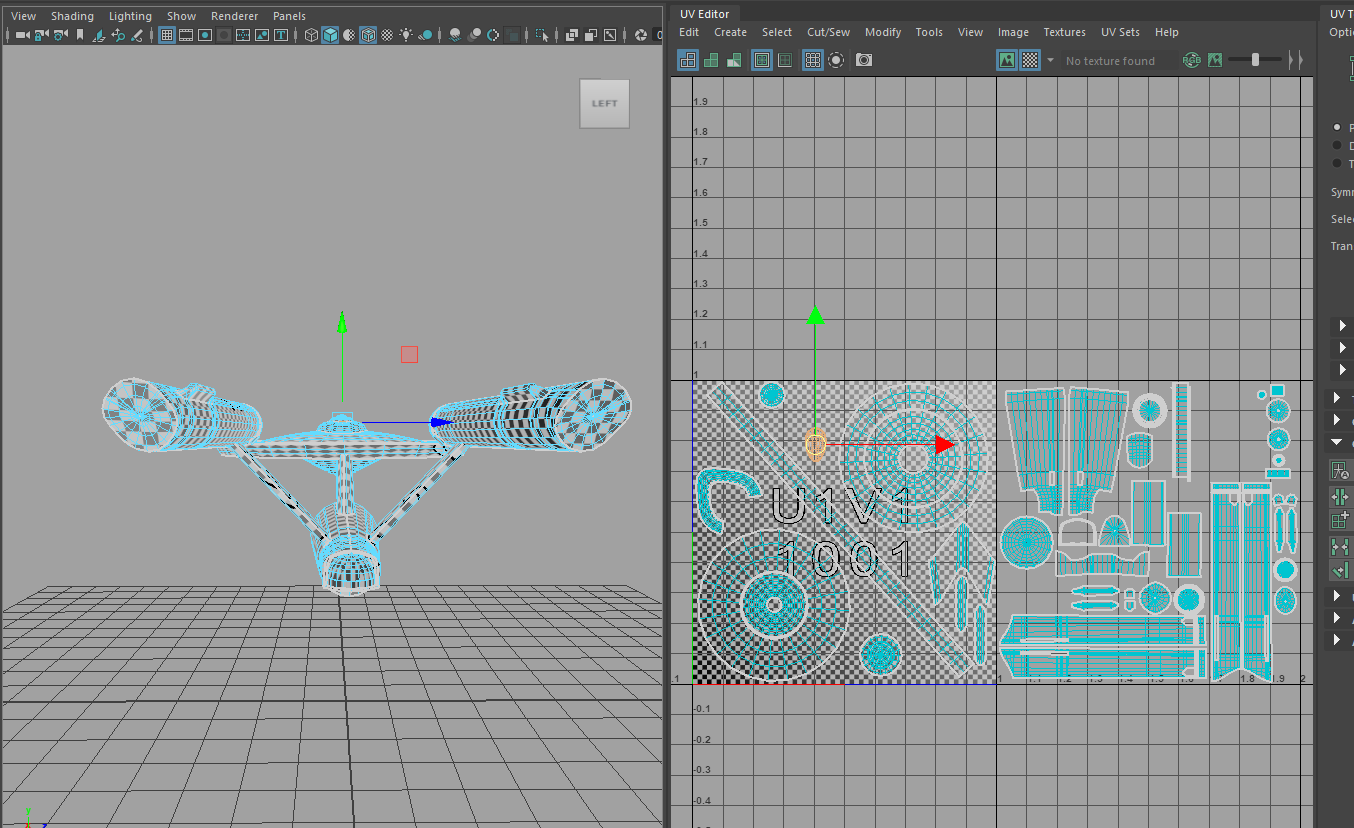 View Shading Lighting Show Renderer Panels
LEFT
UV Editor
Edit Create Select Cut/Sew Modify Tools View Image Textures UV Sets Help
No texture found
RGB
1.9
1.8
1.7
1.6
1.5
1.4
1.3
1.2
1.1
1
U1V1
1001
1 1.1 1.2 1.3 1.4 1.5 1.6 1.8 1.9 2
-0.1
-0.2
-0.3
-0.4
UV T
Optio
Symm
Selec
Tran
y
z